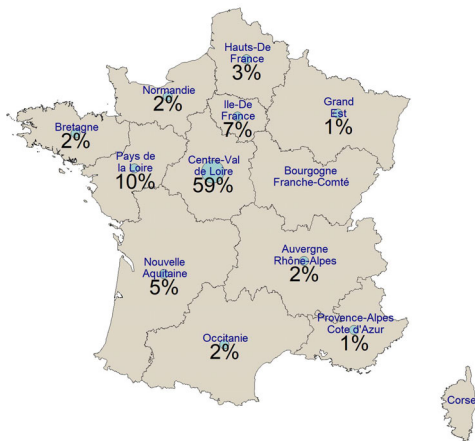 Hauts-De
France
3%
Normandie
2%
Ile-De
France
7%
Grand
Est
1%
Bretagne
2%
Pays de
la Loire
10%
Centre-Val
de Loire
59%
Bourgogne
Franche-Comté
Nouvelle
Aquitaine
5%
Auvergne
Rhône-Alpes
2%
Provence-Alpes
Cote d'Azur
1%
Occitanie
2%
Corse